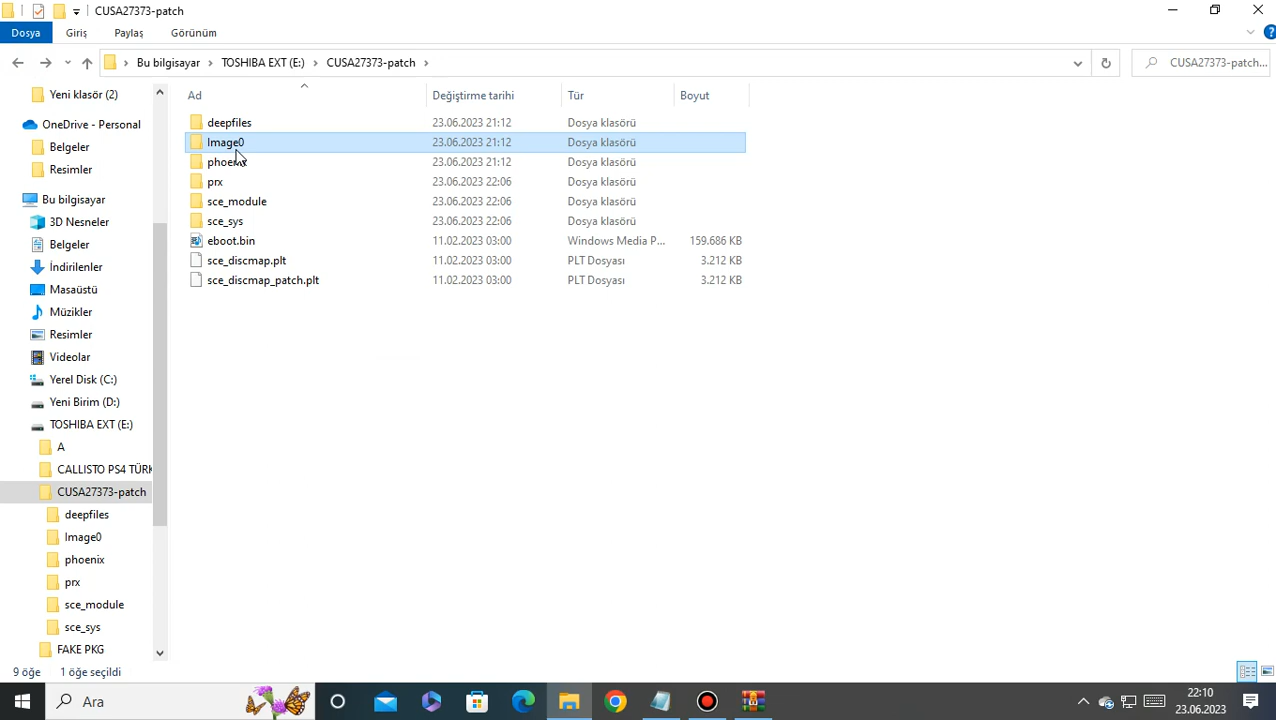 CUSA27373-patch
Dosya Giriş Paylaş Görünüm
Bu bilgisayar TOSHIBA EXT (E:) CUSA27373-patch
CUSA27373-patch...
Ad Değiştirme tarihi Tür Boyut
deepfiles 23.06.2023 21:12 Dosya klasörü
Image0 23.06.2023 21:12 Dosya klasörü
phoenix 23.06.2023 21:12 Dosya klasörü
prx 23.06.2023 22:06 Dosya klasörü
sce_module 23.06.2023 22:06 Dosya klasörü
sce_sys 23.06.2023 22:06 Dosya klasörü
eboot.bin 11.02.2023 03:00 Windows Media P... 159.686 KB
sce_discmap.plt 11.02.2023 03:00 PLT Dosyası 3.212 KB
sce_discmap_patch.plt 11.02.2023 03:00 PLT Dosyası 3.212 KB
Yeni klasör (2)
OneDrive - Personal
Belgeler
Resimler
Bu bilgisayar
3D Nesneler
Belgeler
İndirilenler
Masaüstü
Müzikler
Resimler
Videolar
Yerel Disk (C:)
Yeni Birim (D:)
TOSHIBA EXT (E:)
A
CALLISTO PS4 TÜRK
CUSA27373-patch
deepfiles
Image0
phoenix
prx
sce_module
sce_sys
FAKE PKG
9 öğe 1 öğe seçildi
Ara
22:10
23.06.2023